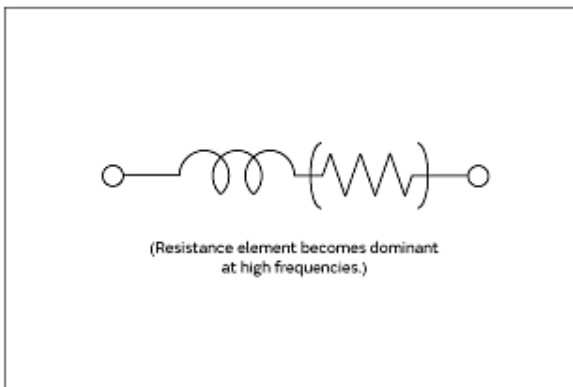 (Resistance element becomes dominant
at high frequencies.)